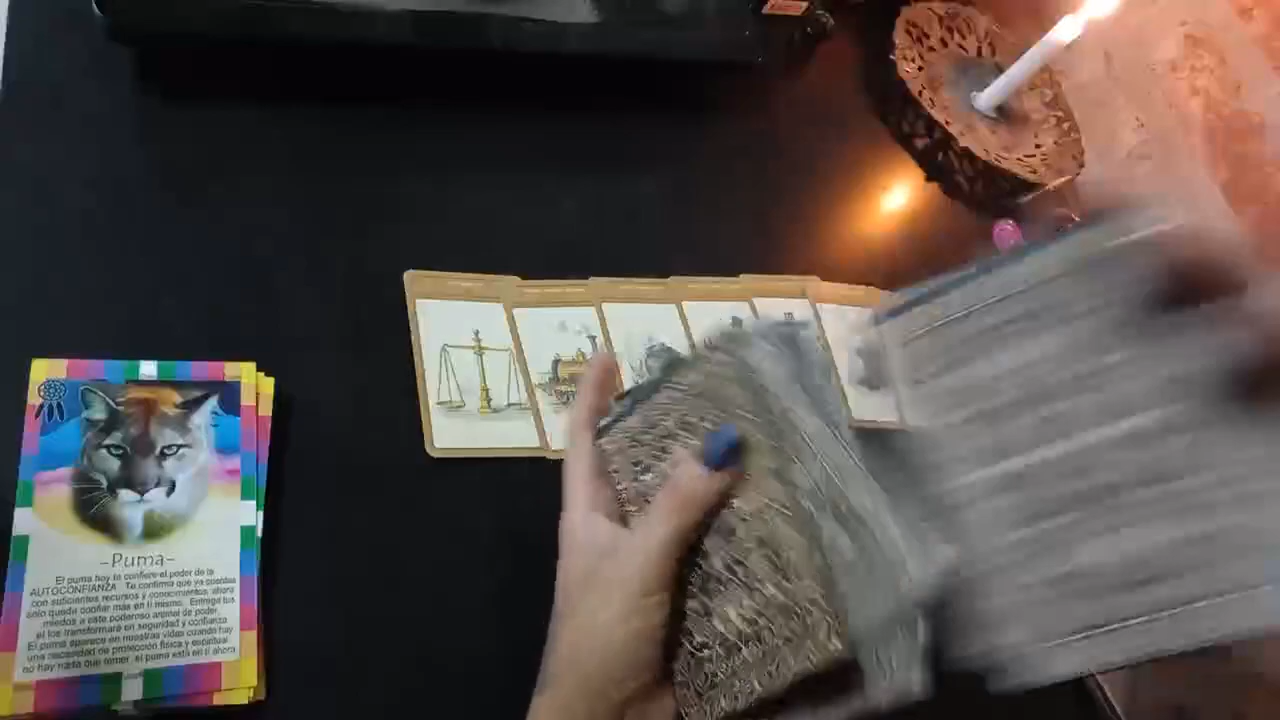 -Puma-
El puma hoy te confiere el poder de la
AUTOCONFIANZA. Te confirma que ya cuentas
con suficientes recursos y conocimientos, ahora
solo queda confiar más en ti mismo. Entrega tus
miedos a este poderoso animal de poder,
el los transformará en seguridad y confianza.
El puma aparece en nuestras vidas cuando hay
una necesidad de protección física y espiritual
no hay nada que temer, el puma está en ti ahora